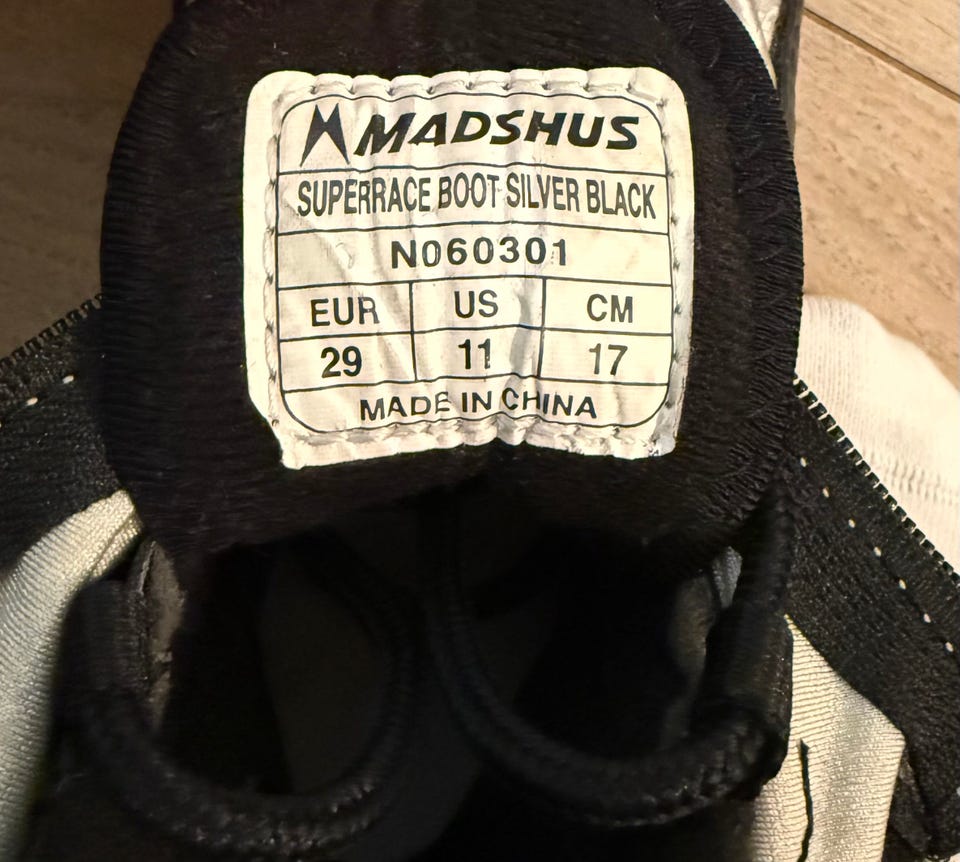 MADSHUS
SUPERRACE BOOT SILVER BLACK
N060301
EUR US CM
29 11 17
MADE IN CHINA